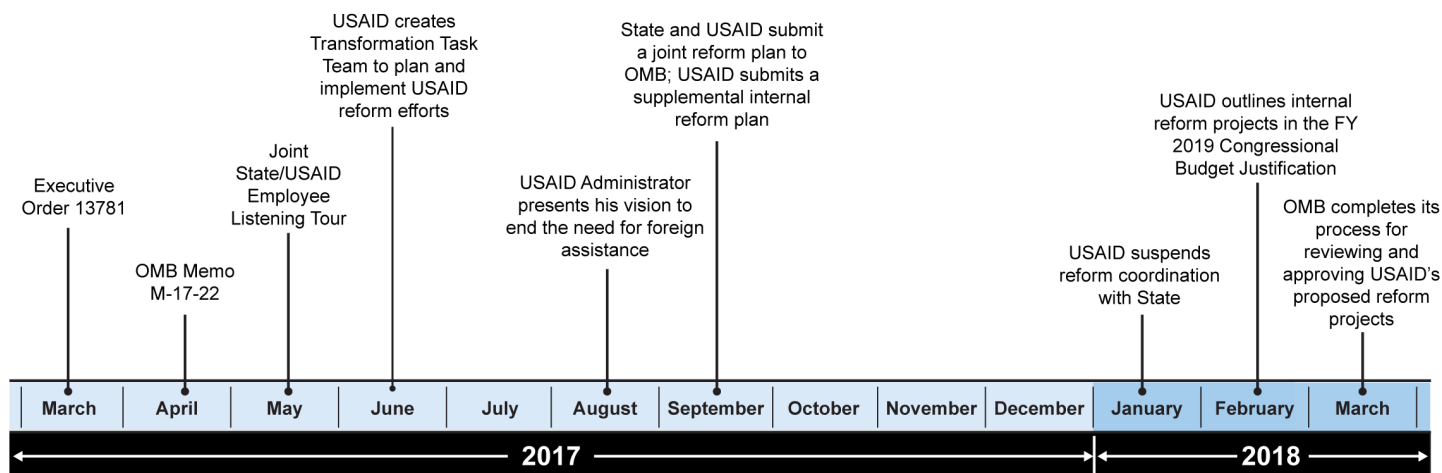 Executive
Order 13781
OMB Memo
M-17-22
Joint
State/USAID
Employee
Listening Tour
USAID creates
Transformation Task
Team to plan and
implement USAID
reform efforts
USAID Administrator
presents his vision to
end the need for foreign
assistance
State and USAID submit
a joint reform plan to
OMB; USAID submits a
supplemental internal
reform plan
USAID suspends
reform coordination
with State
USAID outlines internal
reform projects in the FY
2019 Congressional
Budget Justification
OMB completes its
process for
reviewing and
approving USAID’s
proposed reform
projects
March April May June July August September October November December January February March
2017 2018